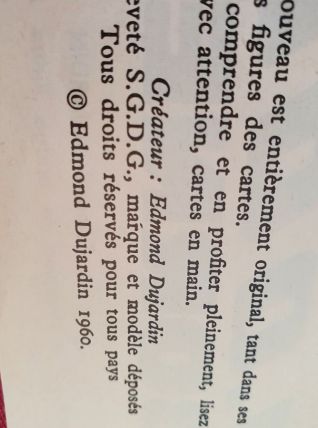 ouveau est entièrement original, tant dans ses
s figures des cartes.
comprendre et en profiter pleinement, lisez
vec attention, cartes en main.
Créateur : Edmond Dujardin
eveté S.G.D.G., marque et modèle déposés
Tous droits réservés pour tous pays
© Edmond Dujardin 1960.